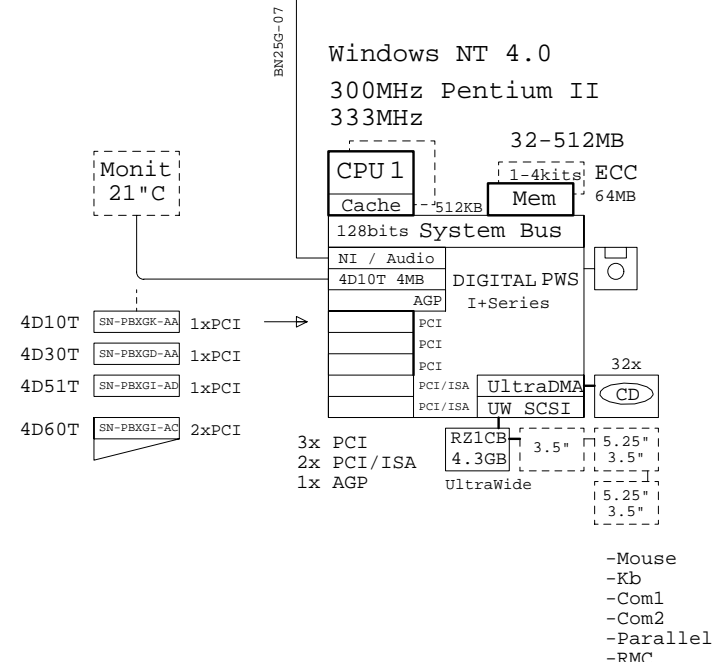 BN25G-07
Windows NT 4.0
300MHz Pentium II
333MHz
32-512MB
Monit
21"C
CPU 1
Cache
512KB
1-4kits
ECC
Mem
64MB
128bits System Bus
NI / Audio
4D10T 4MB
AGP
DIGITAL PWS
I+Series
4D10T SN-PBXGK-AA 1xPCI
PCI
4D30T SN-PBXGD-AA 1xPCI
PCI
PCI
4D51T SN-PBXGI-AD 1xPCI
PCI/ISA
UltraDMA
32x
CD
4D60T SN-PBXGI-AC 2xPCI
PCI/ISA
UW SCSI
3x PCI
2x PCI/ISA
1x AGP
RZ1CB
4.3GB
UltraWide
3.5"
5.25"
3.5"
5.25"
3.5"
-Mouse
-Kb
-Com1
-Com2
-Parallel
-RMC